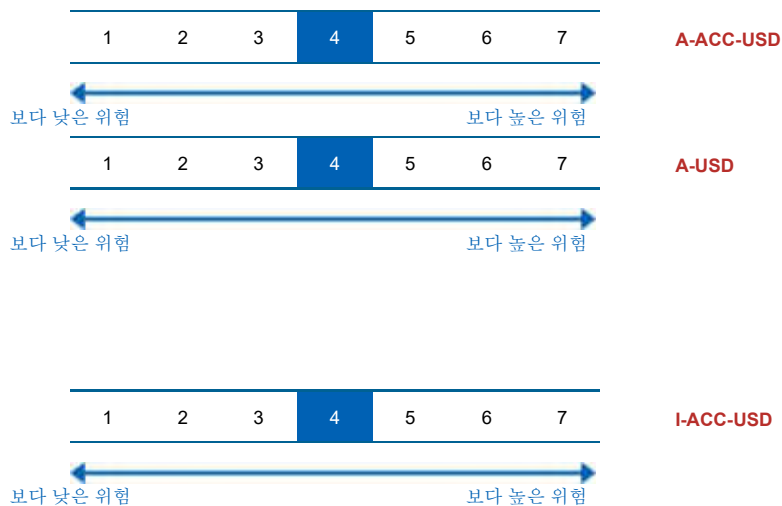 1 2 3 4 5 6 7 A-ACC-USD
보다 낮은 위험 보다 높은 위험
1 2 3 4 5 6 7 A-USD
보다 낮은 위험 보다 높은 위험
1 2 3 4 5 6 7 I-ACC-USD
보다 낮은 위험 보다 높은 위험